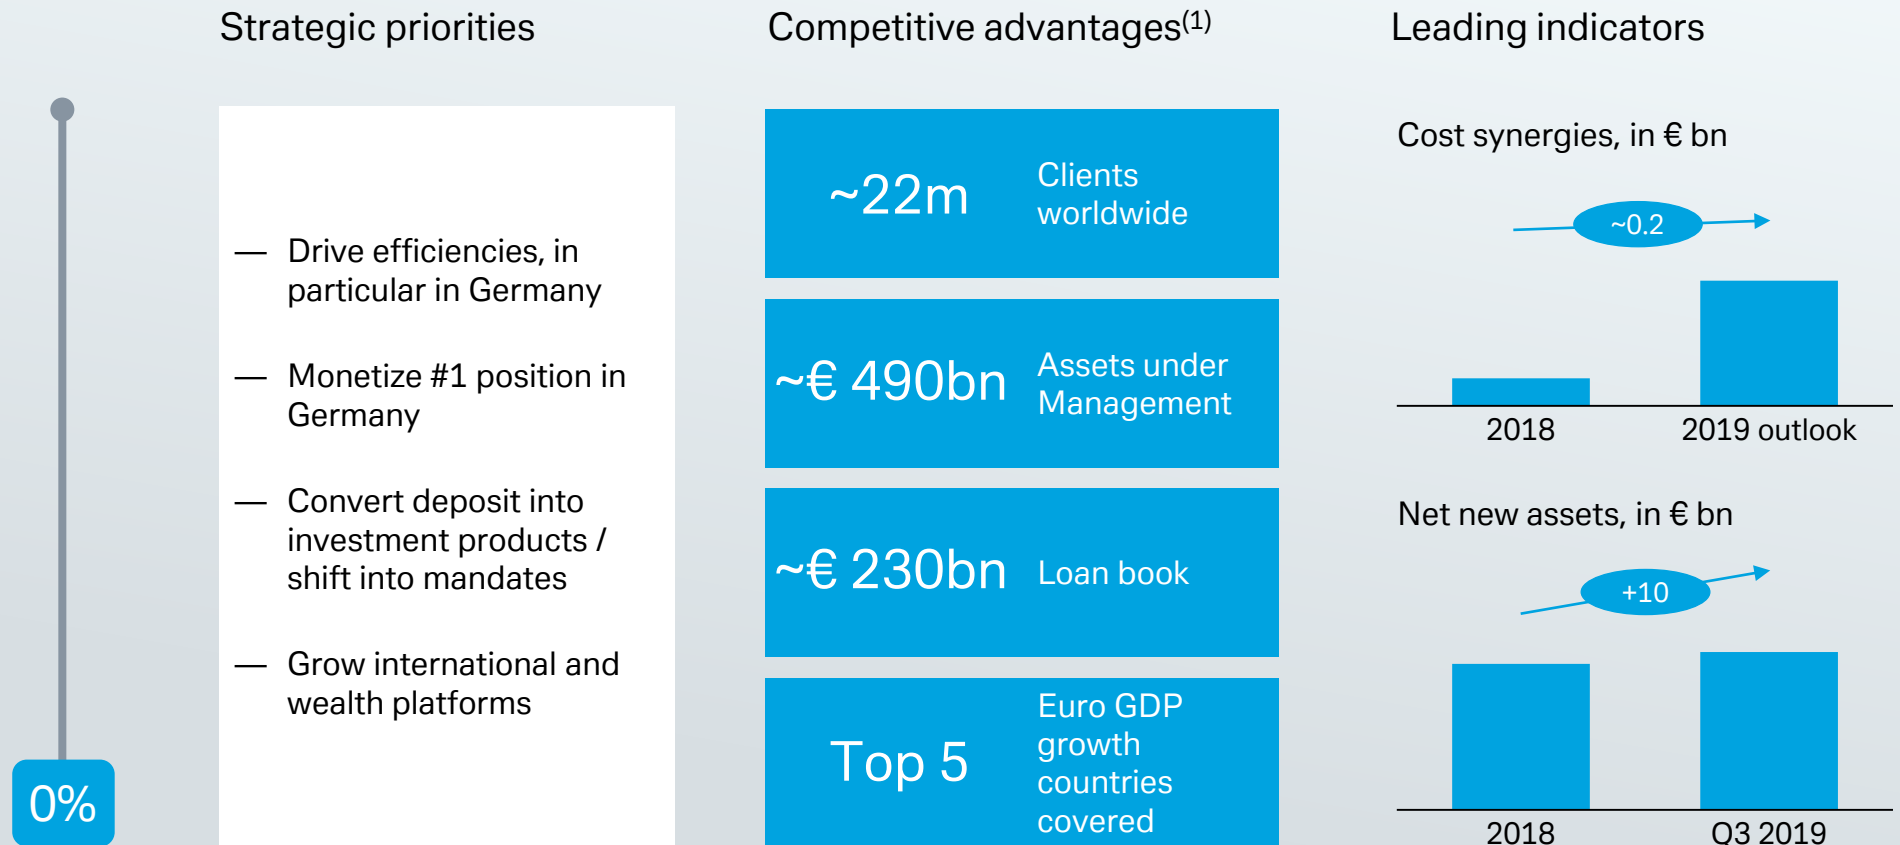 Strategic priorities
Competitive advantages(1)
Leading indicators
0%
— Drive efficiencies, in
particular in Germany
— Monetize #1 position in
Germany
— Convert deposit into
investment products /
shift into mandates
— Grow international and
wealth platforms
~22m
Clients
worldwide
~€ 490bn
Assets under
Management
~€ 230bn
Loan book
Top 5
Euro GDP
growth
countries
covered
Cost synergies, in € bn
~0.2
2018
2019 outlook
Net new assets, in € bn
+10
2018
Q3 2019